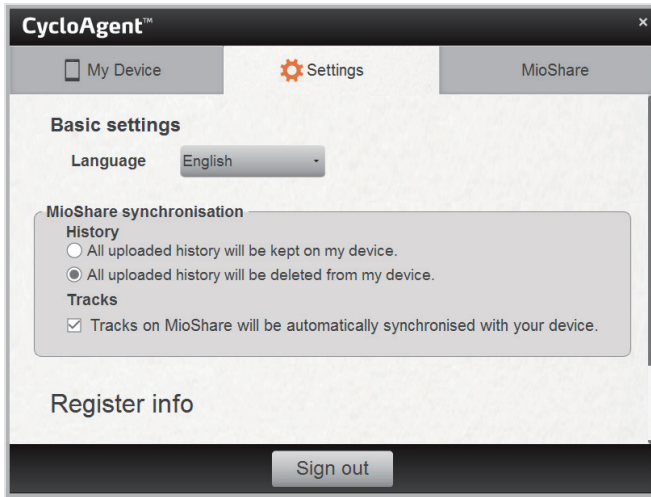 CycloAgent™ ×
My Device Settings MioShare
Basic settings
Language English
MioShare synchronisation
History
All uploaded history will be kept on my device.
All uploaded history will be deleted from my device.
Tracks
Tracks on MioShare will be automatically synchronised with your device.
Register info
Sign out